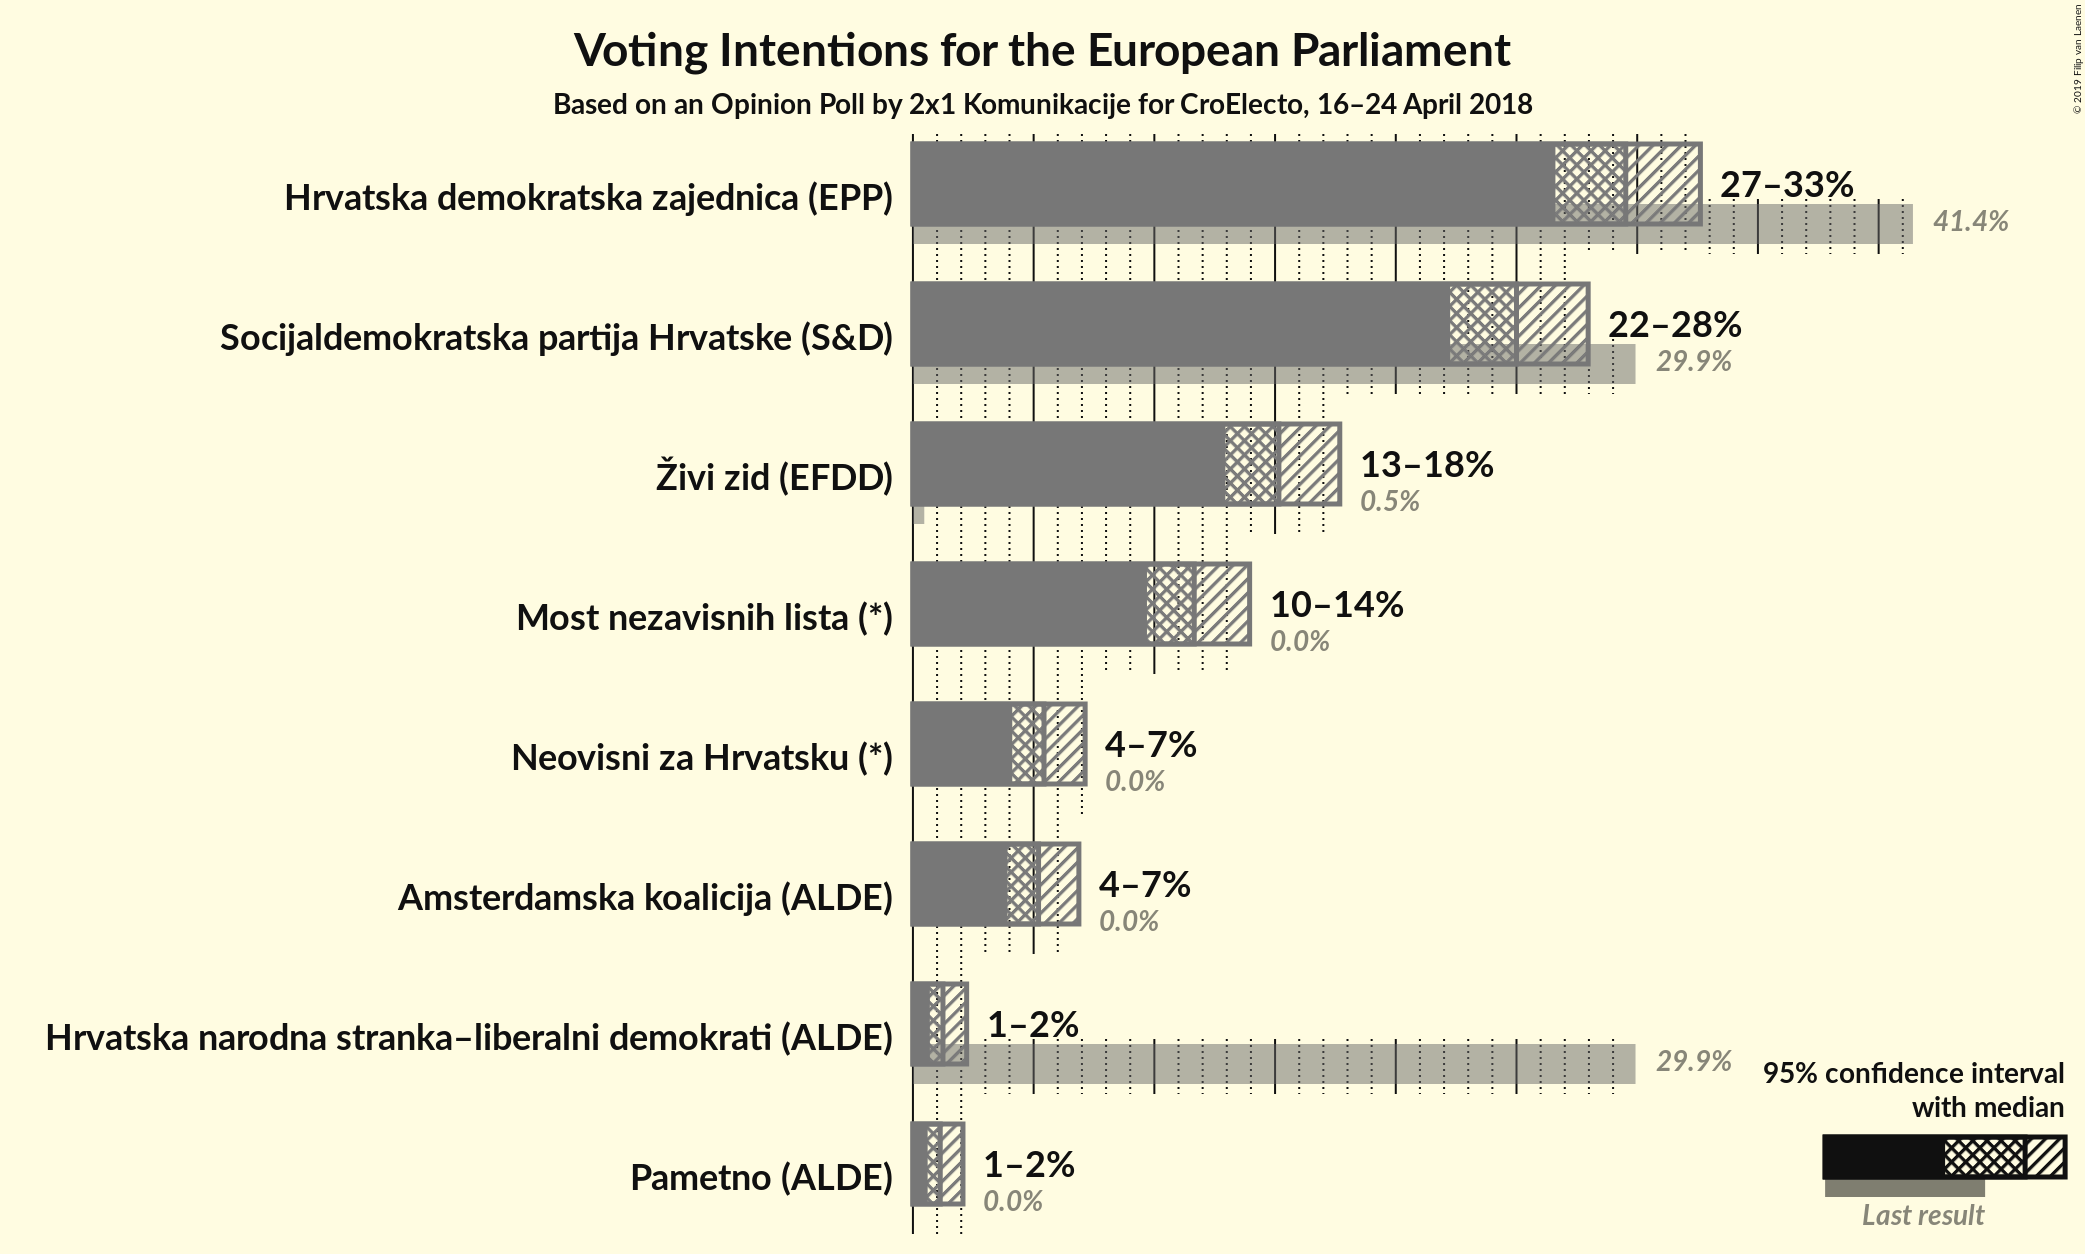 Voting Intentions for the European Parliament
Based on an Opinion Poll by 2x1 Komunikacije for CroElecto, 16–24 April 2018
© 2019 Filip van Laenen
Hrvatska demokratska zajednica (EPP)
27–33%
41.4%
Socijaldemokratska partija Hrvatske (S&D)
22–28%
29.9%
Živi zid (EFDD)
13–18%
0.5%
Most nezavisnih lista (*)
10–14%
0.0%
Neovisni za Hrvatsku (*)
4–7%
0.0%
Amsterdamska koalicija (ALDE)
4–7%
0.0%
Hrvatska narodna stranka–liberalni demokrati (ALDE)
1–2%
29.9%
Pametno (ALDE)
1–2%
0.0%
95% confidence interval
with median
Last result